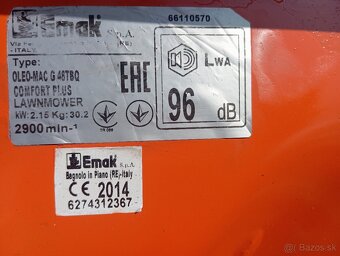 Emak S.p.A.
66110570
- ITALY
Type:
OLEO-MAC G 48TBQ
COMFORT PLUS
LAWNMOWER
kW: 2.15 Kg: 30.2
2900 min-1
EAC
LWA
96 dB
Emak S.p.A.
Bagnolo in Piano (RE)-Italy
CE 2014
6274312367
© Bazos.sk